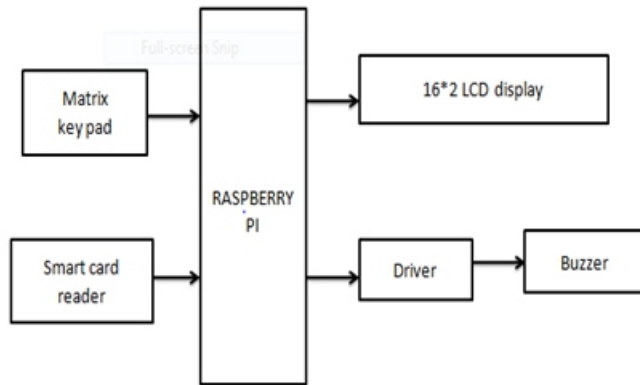 Full-screen Snip
Matrix
key pad
16*2 LCD display
RASPBERRY
PI
Smart card
reader
Driver
Buzzer